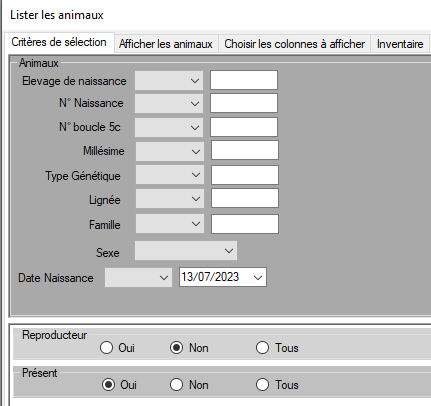 Lister les animaux
Critères de sélection Afficher les animaux Choisir les colonnes à afficher Inventaire
Animaux
Elevage de naissance
N° Naissance
N° boucle 5c
Millésime
Type Génétique
Lignée
Famille
Sexe
Date Naissance 13/07/2023
Reproducteur
Oui Non Tous
Présent
Oui Non Tous